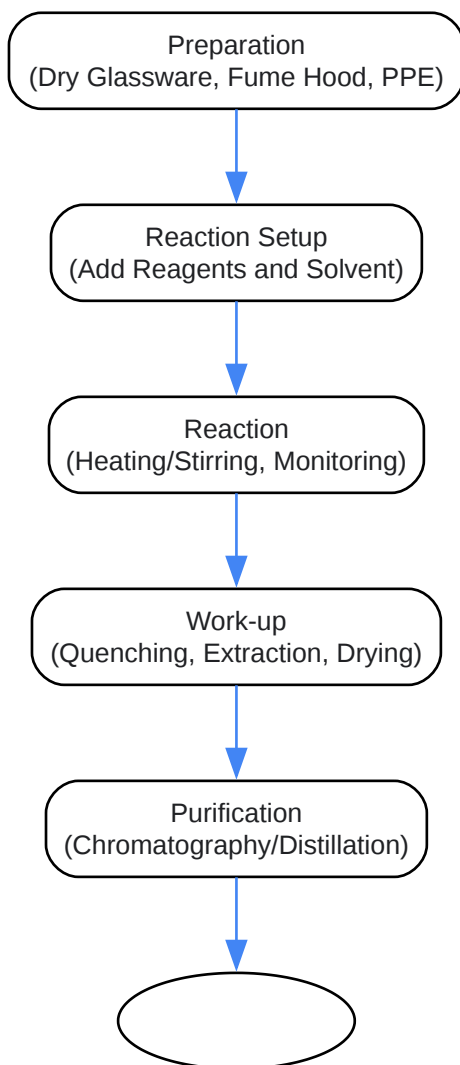 Preparation
(Dry Glassware, Fume Hood, PPE)
Reaction Setup
(Add Reagents and Solvent)
Reaction
(Heating/Stirring, Monitoring)
Work-up
(Quenching, Extraction, Drying)
Purification
(Chromatography/Distillation)